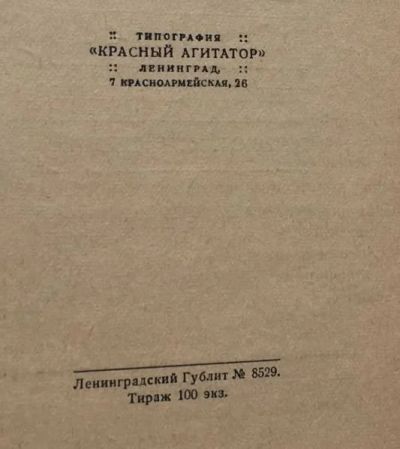 :: ТИПОГРАФИЯ ::
«КРАСНЫЙ АГИТАТОР»
:: ЛЕНИНГРАД, ::
7 КРАСНОАРМЕЙСКАЯ, 26
Ленинградский Гублит № 8529.
Тираж 100 экз.